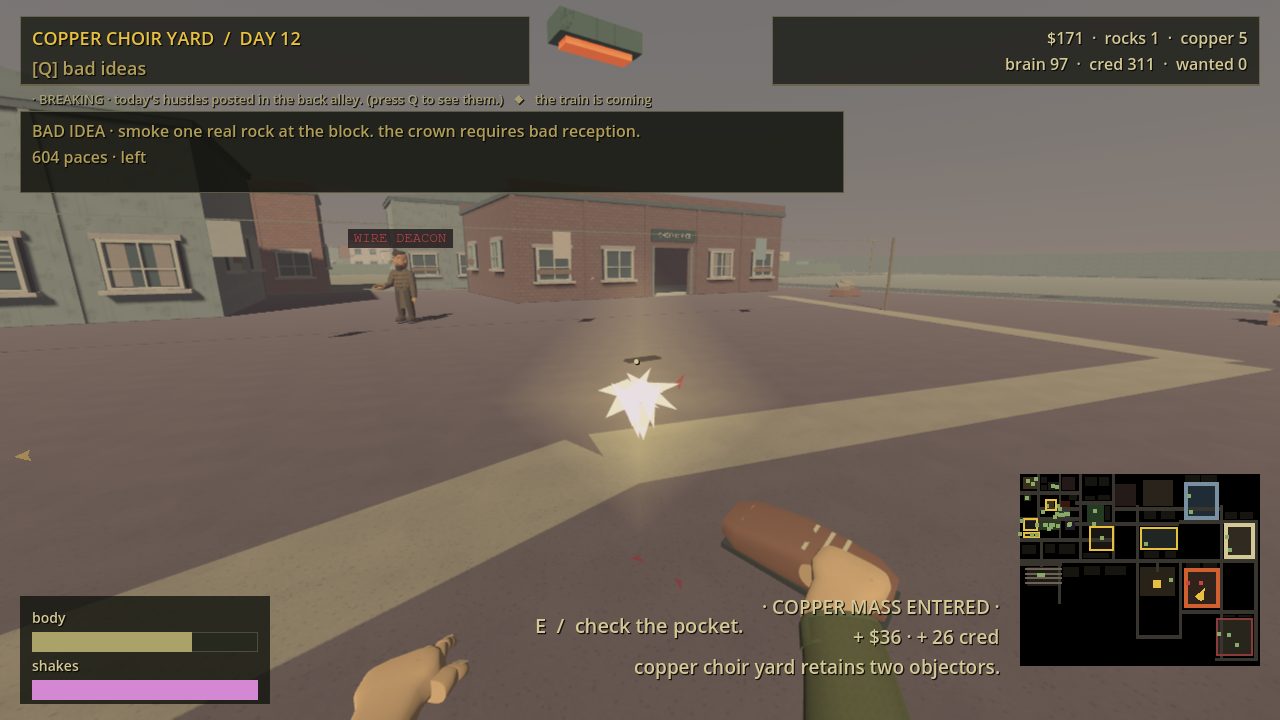 COPPER CHOIR YARD / DAY 12
[Q] bad ideas
$171 · rocks 1 · copper 5
brain 97 · cred 311 · wanted 0
· BREAKING · today's hustles posted in the back alley. (press Q to see them.) ◆ the train is coming
BAD IDEA · smoke one real rock at the block. the crown requires bad reception.
604 paces · left
WIRE DEACON
· COPPER MASS ENTERED ·
E / check the pocket.
+ $36 · + 26 cred
copper choir yard retains two objectors.
body
shakes